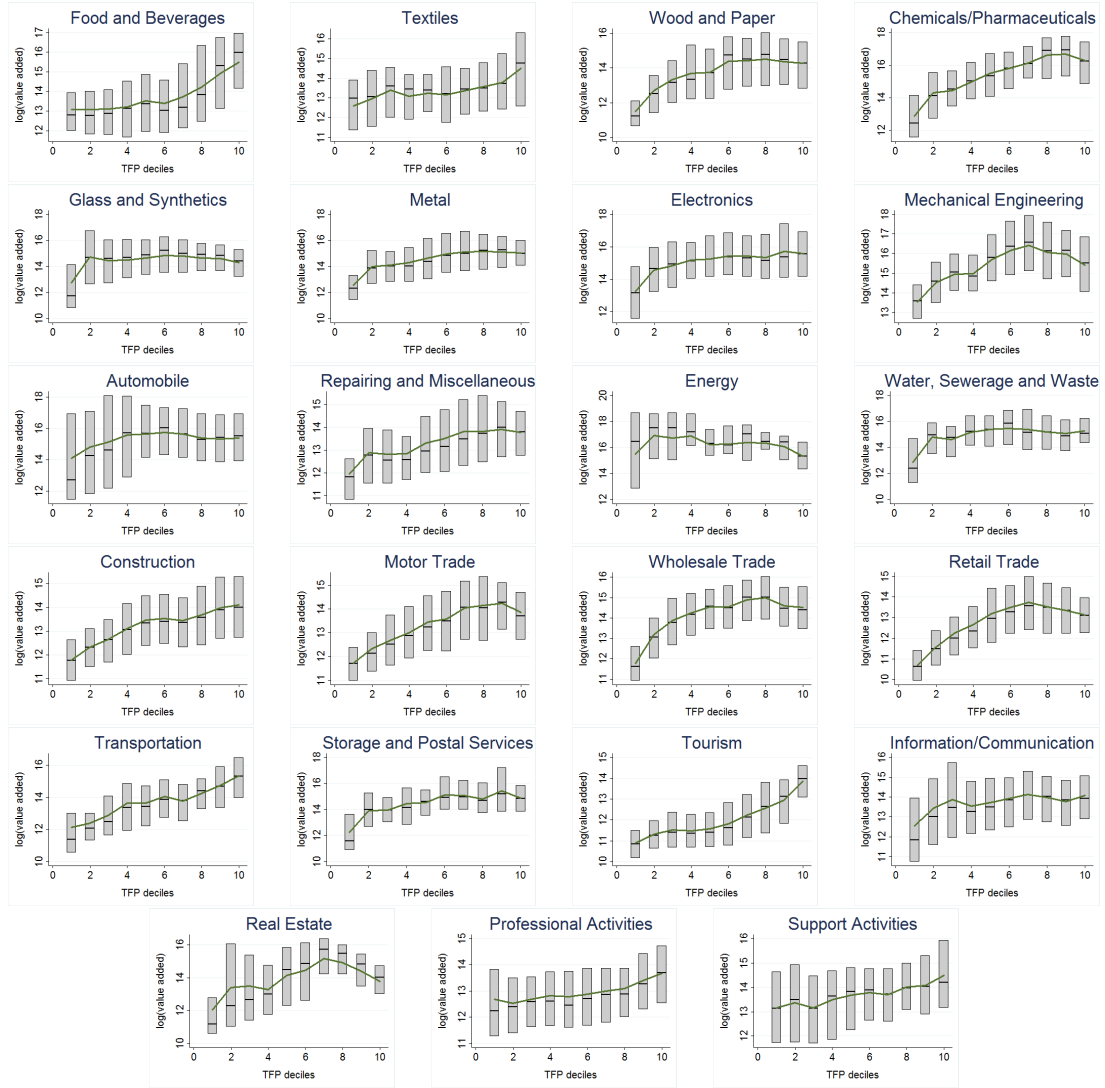 Food and Beverages
log(value added)
17
16
15
14
13
12
0 2 4 6 8 10
TFP deciles
Textiles
log(value added)
16
15
14
13
12
11
0 2 4 6 8 10
TFP deciles
Wood and Paper
log(value added)
16
14
12
10
0 2 4 6 8 10
TFP deciles
Chemicals/Pharmaceuticals
log(value added)
18
16
14
12
0 2 4 6 8 10
TFP deciles
Glass and Synthetics
log(value added)
18
16
14
12
10
0 2 4 6 8 10
TFP deciles
Metal
log(value added)
18
16
14
12
10
0 2 4 6 8 10
TFP deciles
Electronics
log(value added)
18
16
14
12
0 2 4 6 8 10
TFP deciles
Mechanical Engineering
log(value added)
18
17
16
15
14
13
0 2 4 6 8 10
TFP deciles
Automobile
log(value added)
18
16
14
12
0 2 4 6 8 10
TFP deciles
Repairing and Miscellaneous
log(value added)
15
14
13
12
11
0 2 4 6 8 10
TFP deciles
Energy
log(value added)
20
18
16
14
12
0 2 4 6 8 10
TFP deciles
Water, Sewerage and Waste
log(value added)
18
16
14
12
10
0 2 4 6 8 10
TFP deciles
Construction
log(value added)
15
14
13
12
11
0 2 4 6 8 10
TFP deciles
Motor Trade
log(value added)
15
14
13
12
11
0 2 4 6 8 10
TFP deciles
Wholesale Trade
log(value added)
16
15
14
13
12
11
0 2 4 6 8 10
TFP deciles
Retail Trade
log(value added)
15
14
13
12
11
10
0 2 4 6 8 10
TFP deciles
Transportation
log(value added)
16
14
12
10
0 2 4 6 8 10
TFP deciles
Storage and Postal Services
log(value added)
18
16
14
12
10
0 2 4 6 8 10
TFP deciles
Tourism
log(value added)
15
14
13
12
11
10
0 2 4 6 8 10
TFP deciles
Information/Communication
log(value added)
16
15
14
13
12
11
0 2 4 6 8 10
TFP deciles
Real Estate
log(value added)
16
14
12
10
0 2 4 6 8 10
TFP deciles
Professional Activities
log(value added)
15
14
13
12
11
0 2 4 6 8 10
TFP deciles
Support Activities
log(value added)
16
15
14
13
12
0 2 4 6 8 10
TFP deciles